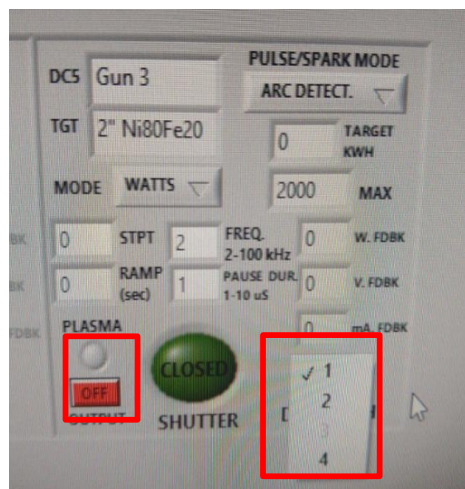 PULSE/SPARK MODE
DC5 Gun 3
ARC DETECT.
TGT 2" Ni80Fe20
0 TARGET KWH
MODE WATTS
2000 MAX
0 STPT 2 FREQ. 2-100 kHz 0 W. FDBK
0 RAMP (sec) 1 PAUSE DUR. 1-10 uS 0 V. FDBK
PLASMA
0 mA. FDBK
CLOSED
OFF
OUTPUT
SHUTTER
✓ 1
2
3
4